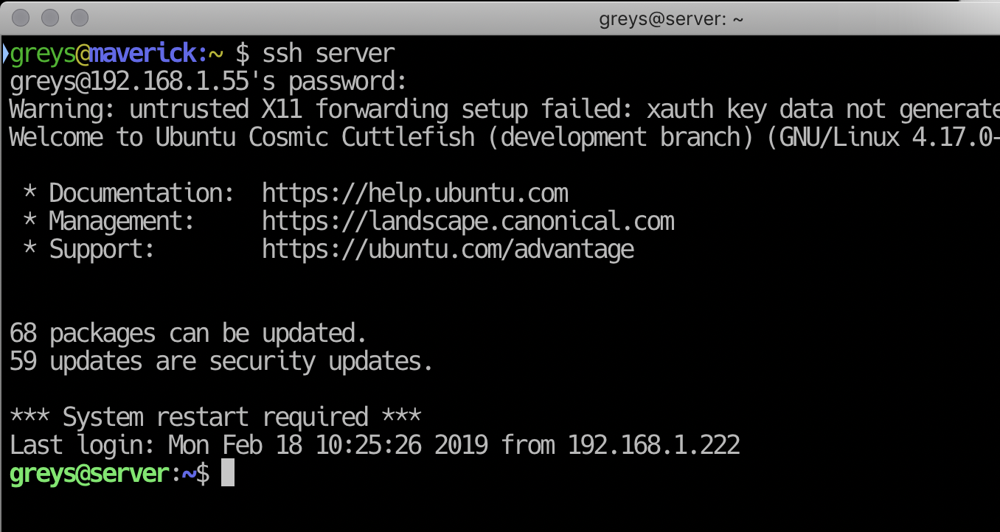 greys@server: ~
greys@maverick:~ $ ssh server
greys@192.168.1.55's password:
Warning: untrusted X11 forwarding setup failed: xauth key data not generate
Welcome to Ubuntu Cosmic Cuttlefish (development branch) (GNU/Linux 4.17.0-
* Documentation:  https://help.ubuntu.com
* Management:     https://landscape.canonical.com
* Support:        https://ubuntu.com/advantage
68 packages can be updated.
59 updates are security updates.
*** System restart required ***
Last login: Mon Feb 18 10:25:26 2019 from 192.168.1.222
greys@server:~$